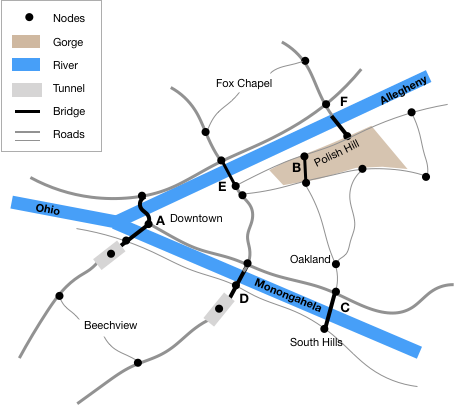 Nodes
Gorge
River
Tunnel
Bridge
Roads
Fox Chapel
Allegheny
F
B
Polish Hill
E
Ohio
A
Downtown
Oakland
Monongahela
D
C
Beechview
South Hills